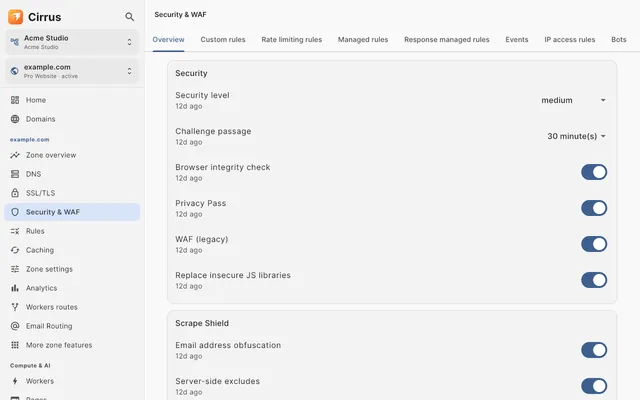 Cirrus
Acme Studio
Acme Studio
example.com
Pro Website · active
Home
Domains
example.com
Zone overview
DNS
SSL/TLS
Security & WAF
Rules
Caching
Zone settings
Analytics
Workers routes
Email Routing
More zone features
Compute & AI
Workers
Pages
Security & WAF
Overview
Custom rules
Rate limiting rules
Managed rules
Response managed rules
Events
IP access rules
Bots
Security
Security level
12d ago
medium
Challenge passage
12d ago
30 minute(s)
Browser integrity check
12d ago
Privacy Pass
12d ago
WAF (legacy)
12d ago
Replace insecure JS libraries
12d ago
Scrape Shield
Email address obfuscation
12d ago
Server-side excludes
12d ago